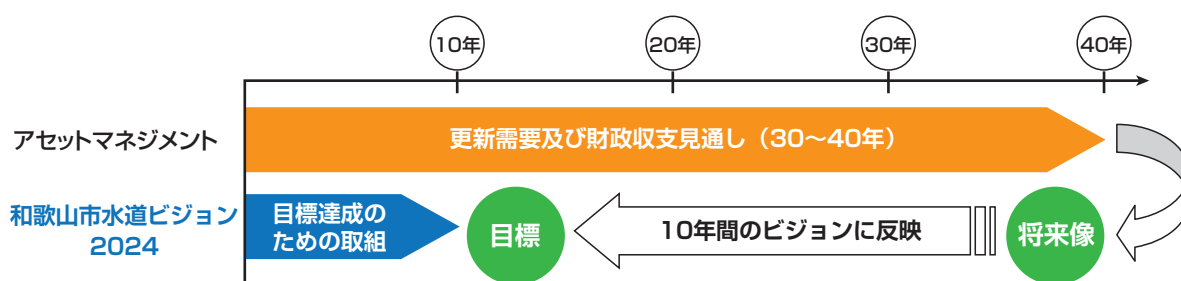 10年
20年
30年
40年
アセットマネジメント
更新需要及び財政収支見通し（30〜40年）
和歌山市水道ビジョン
2024
目標達成の
ための取組
目標
10年間のビジョンに反映
将来像